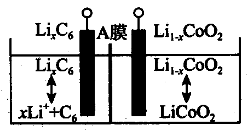 LiₓC₆ A膜 Li₁₋ₓCoO₂
LiₓC₆ Li₁₋ₓCoO₂
xLi⁺+C₆ LiCoO₂